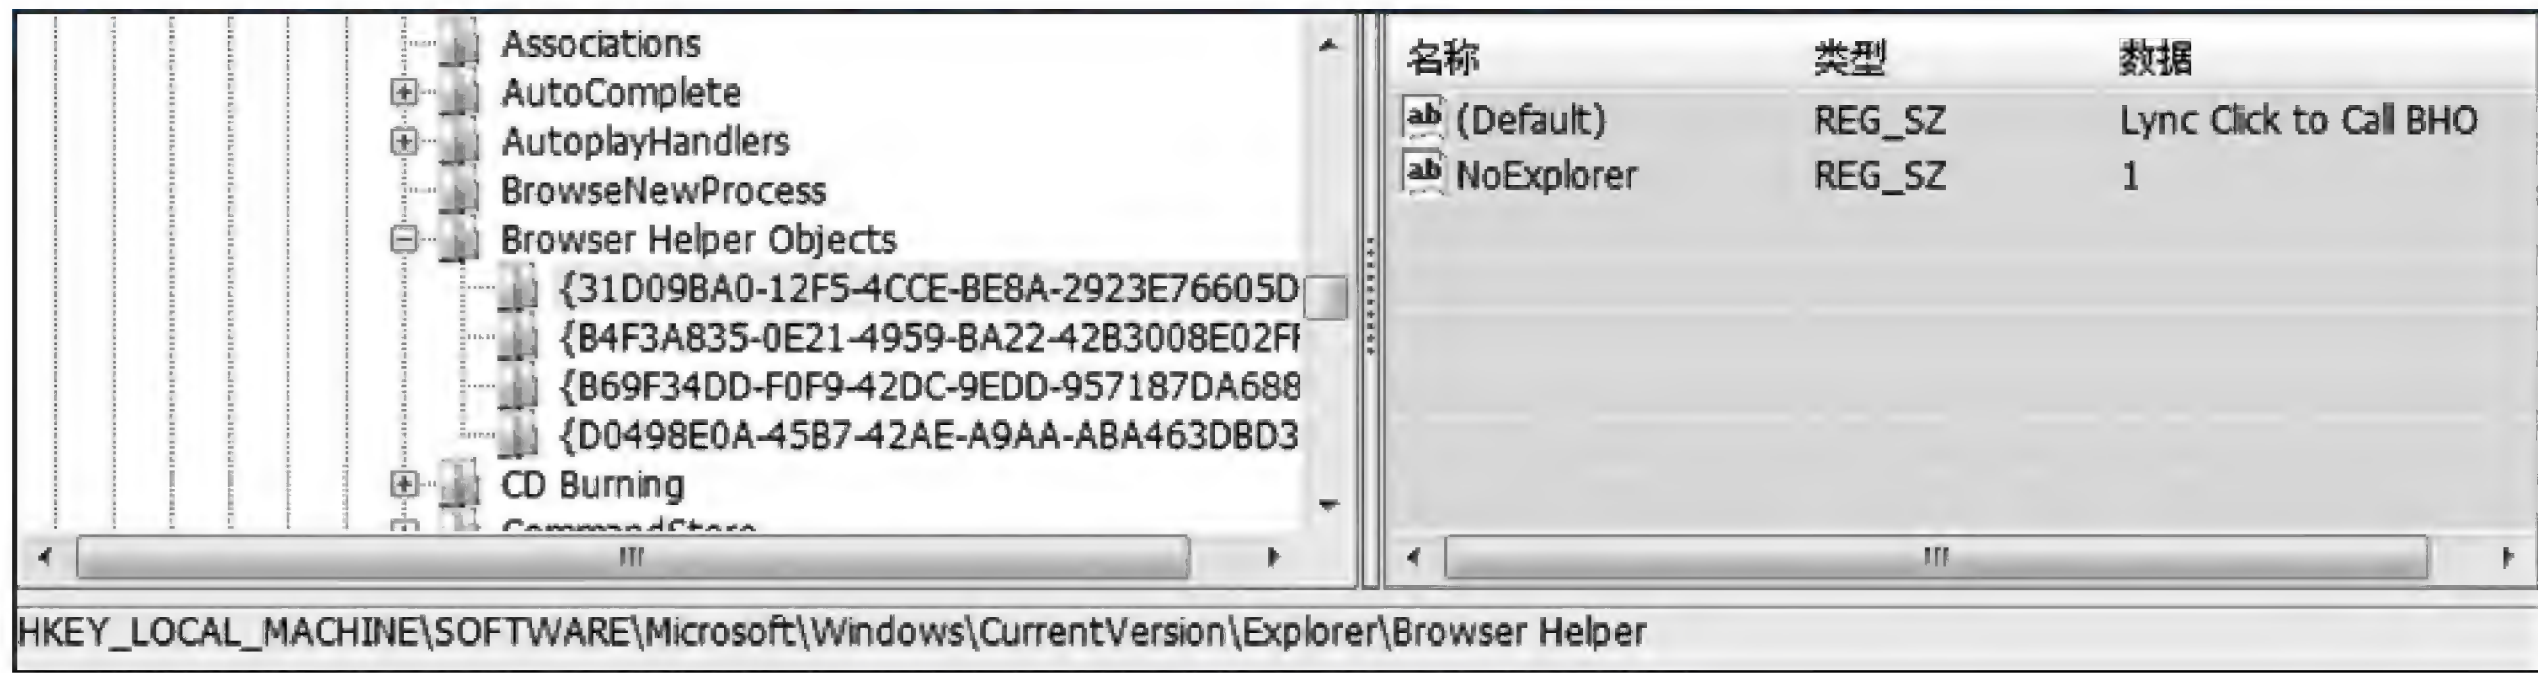 Associations
AutoComplete
AutoplayHandlers
BrowseNewProcess
Browser Helper Objects
{31D09BA0-12F5-4CCE-BE8A-2923E76605D
{B4F3A835-0E21-4959-BA22-42B3008E02FF
{B69F34DD-F0F9-42DC-9EDD-957187DA688
{D0498E0A-45B7-42AE-A9AA-ABA463DBD3
CD Burning
CommandStore
名称 类型 数据
(Default) REG_SZ Lync Click to Call BHO
NoExplorer REG_SZ 1
HKEY_LOCAL_MACHINE\SOFTWARE\Microsoft\Windows\CurrentVersion\Explorer\Browser Helper